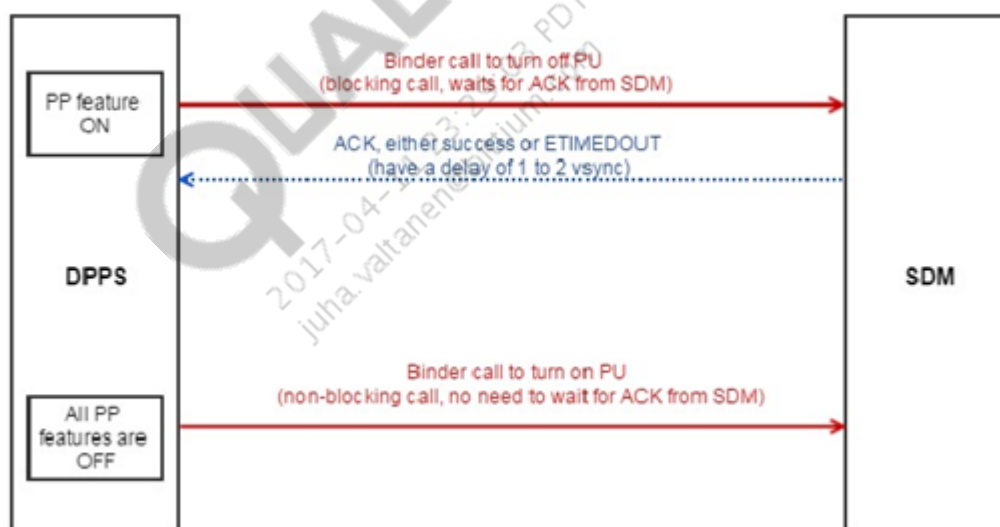 QUAL
Binder call to turn off PU
(blocking call, waits for ACK from SDM)
PP feature
ON
ACK, either success or ETIMEDOUT
(have a delay of 1 to 2 vsync)
DPPS
SDM
Binder call to turn on PU
(non-blocking call, no need to wait for ACK from SDM)
All PP
features are
OFF